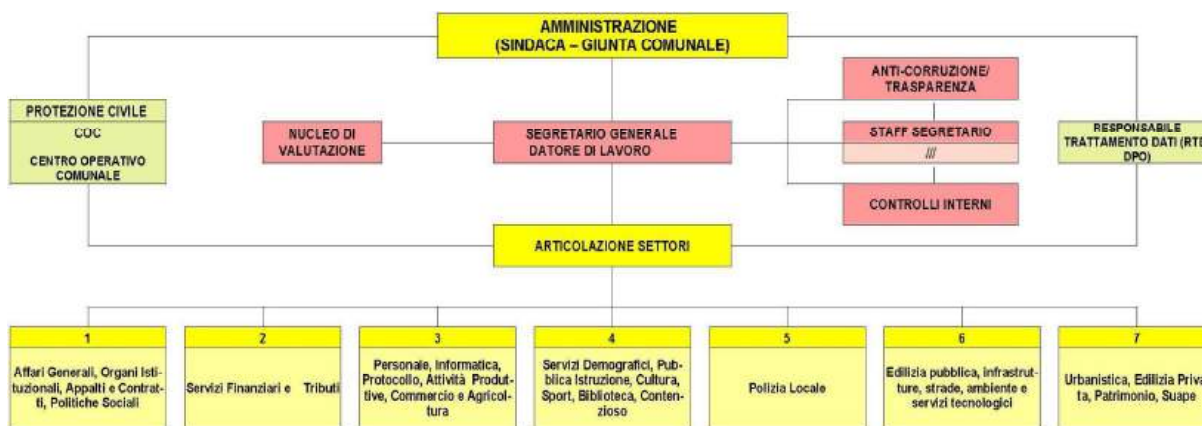 AMMINISTRAZIONE
(SINDACA – GIUNTA COMUNALE)
PROTEZIONE CIVILE
COC
CENTRO OPERATIVO
COMUNALE
NUCLEO DI
VALUTAZIONE
SEGRETARIO GENERALE
DATORE DI LAVORO
ANTI-CORRUZIONE/
TRASPARENZA
STAFF SEGRETARIO
///
CONTROLLI INTERNI
RESPONSABILE
TRATTAMENTO DATI (RTD
DPO)
ARTICOLAZIONE SETTORI
1
Affari Generali, Organi Isti-
tuzionali, Appalti e Contrat-
ti, Politiche Sociali
2
Servizi Finanziari e Tributi
3
Personale, Informatica,
Protocollo, Attività Produt-
tive, Commercio e Agricol-
tura
4
Servizi Demografici, Pub-
blica Istruzione, Cultura,
Sport, Biblioteca, Conten-
zioso
5
Polizia Locale
6
Edilizia pubblica, infrastrut-
ture, strade, ambiente e
servizi tecnologici
7
Urbanistica, Edilizia Priva-
ta, Patrimonio, Suape